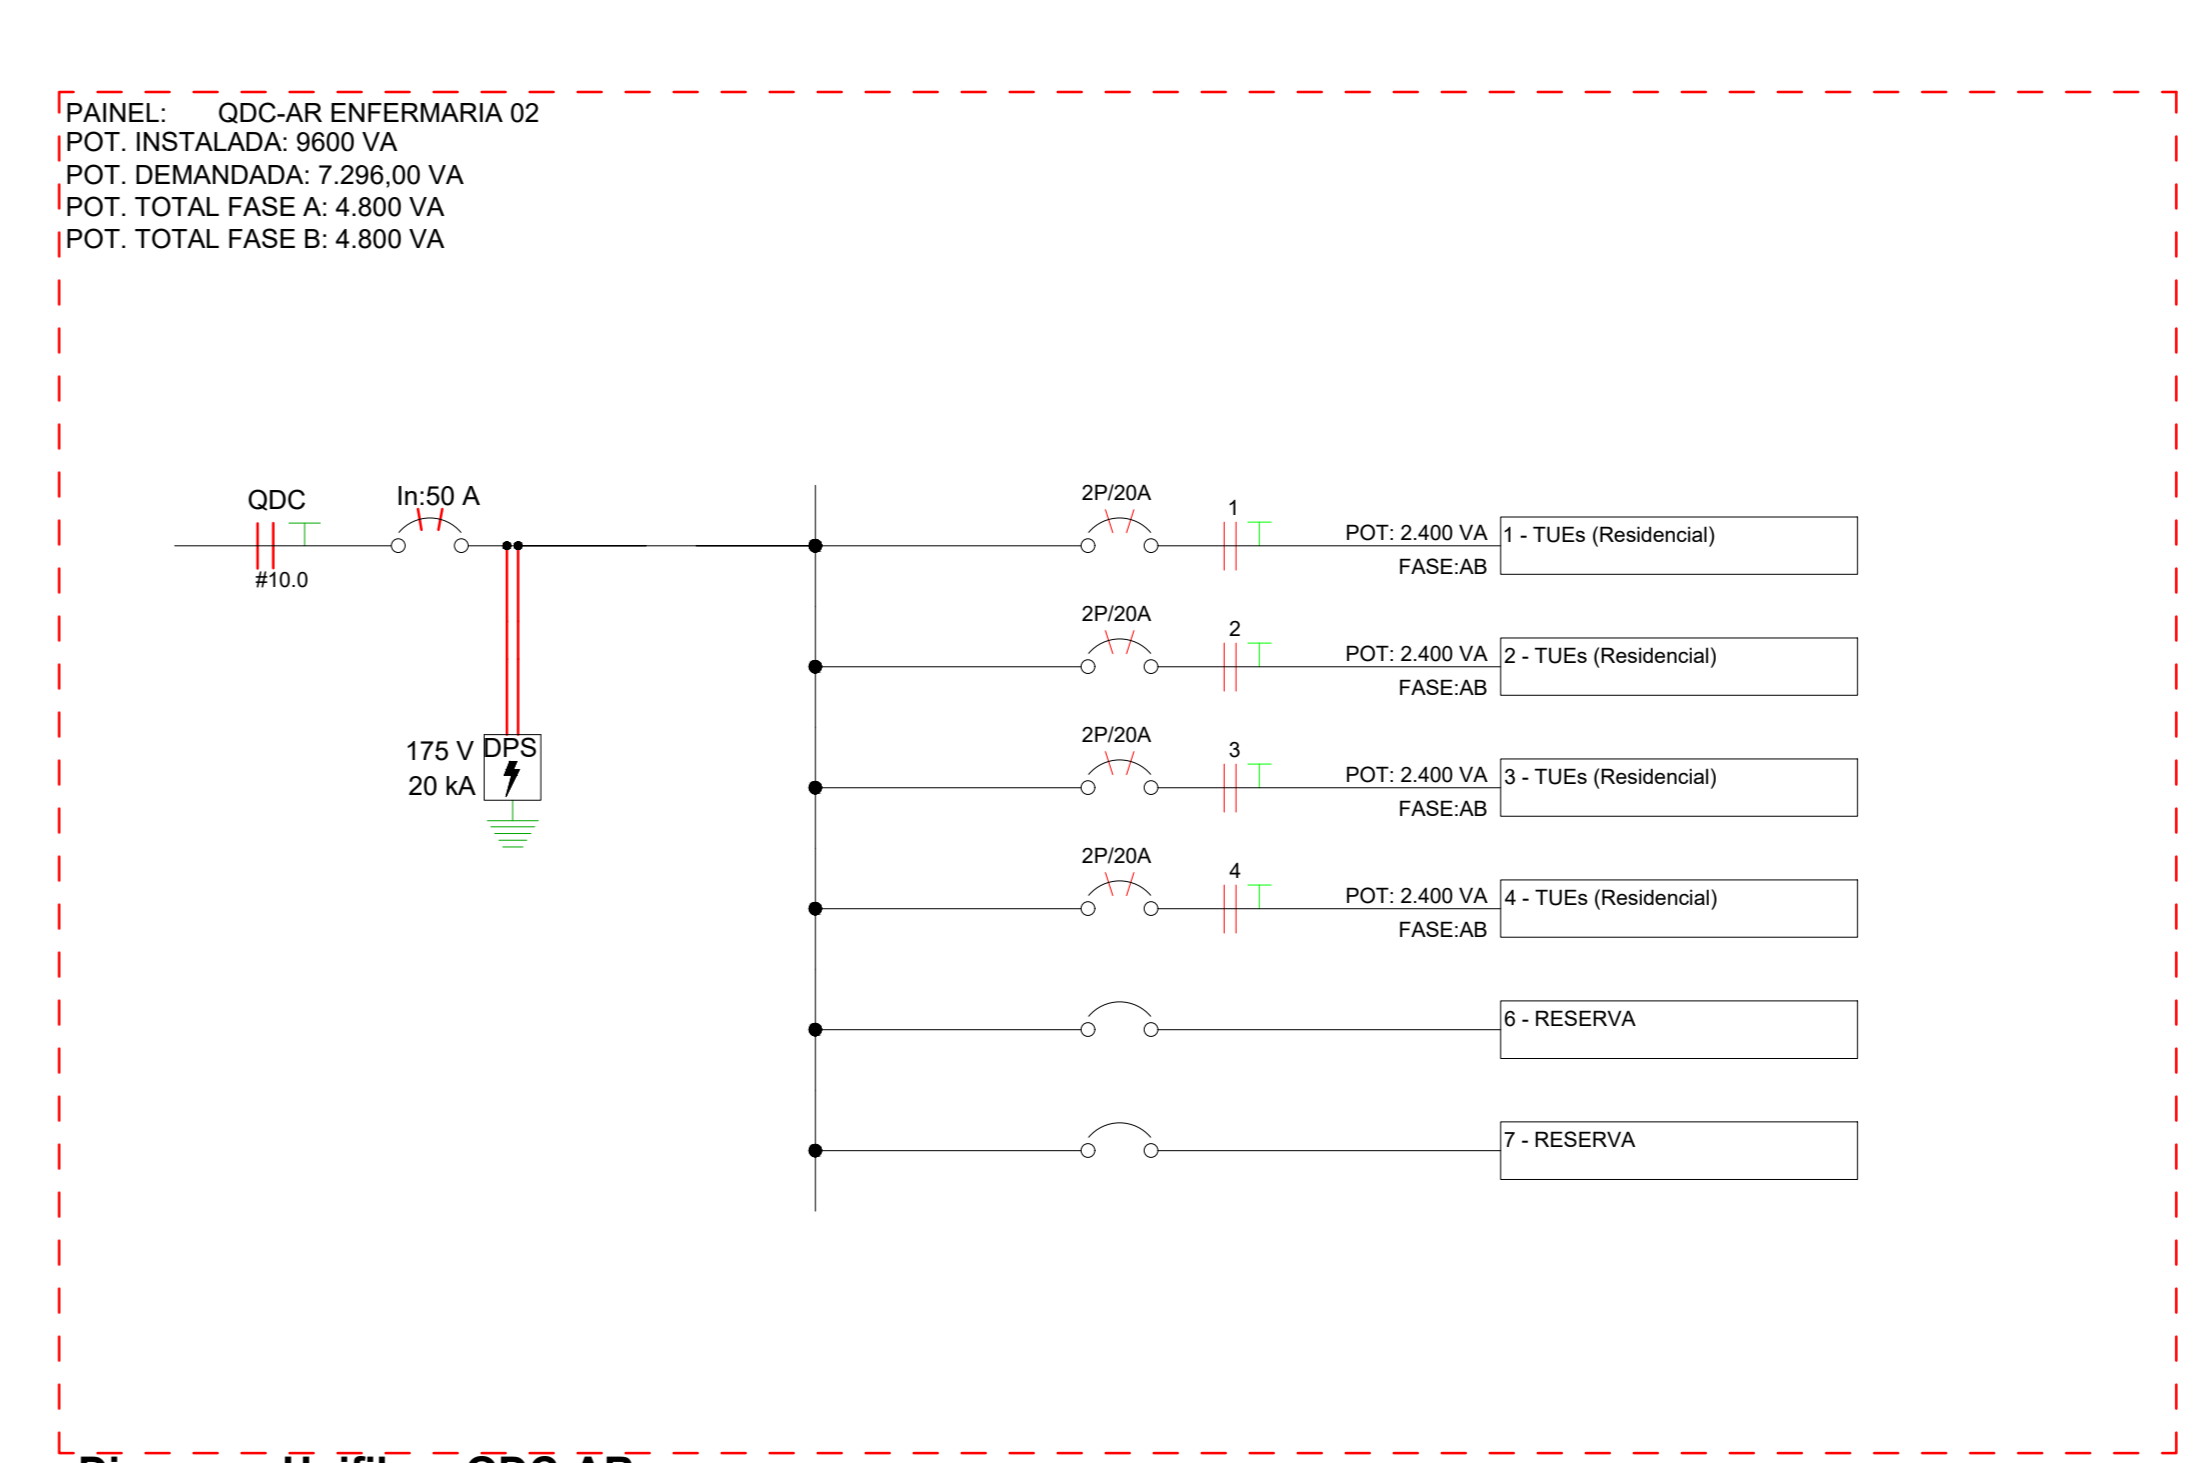 PAINEL: QDC-AR ENFERMARIA 02
POT. INSTALADA: 9600 VA
POT. DEMANDADA: 7.296,00 VA
POT. TOTAL FASE A: 4.800 VA
POT. TOTAL FASE B: 4.800 VA
QDC
#10.0
In:50 A
175 V
20 kA
DPS
2P/20A
1
POT: 2.400 VA
FASE:AB
1 - TUEs (Residencial)
2P/20A
2
POT: 2.400 VA
FASE:AB
2 - TUEs (Residencial)
2P/20A
3
POT: 2.400 VA
FASE:AB
3 - TUEs (Residencial)
2P/20A
4
POT: 2.400 VA
FASE:AB
4 - TUEs (Residencial)
6 - RESERVA
7 - RESERVA